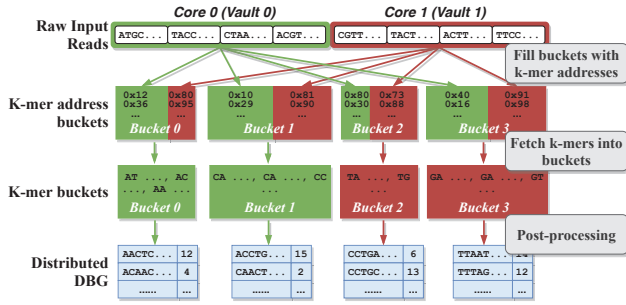 Core 0 (Vault 0) Core 1 (Vault 1)
Raw Input Reads
ATGC... TACC... CTAA... ACGT... CGTT... TACT... ACTT... TTCC...
Fill buckets with k-mer addresses
K-mer address buckets
0x12 0x80 0x10 0x81 0x80 0x73 0x40 0x91
0x36 0x95 0x29 0x90 0x30 0x88 0x16 0x98
... ... ... ...
Bucket 0 Bucket 1 Bucket 2 Bucket 3
Fetch k-mers into buckets
K-mer buckets
AT ..., AC CA ..., CA ..., CC TA ..., TG GA ..., GA ..., GT
..., AA ... ... ... ...
Bucket 0 Bucket 1 Bucket 2 Bucket 3
Post-processing
Distributed DBG
AACTC... 12 ACCTG... 15 CCTGA... 6 TTAAT...
ACAAC... 4 CAACT... 2 CCTGC... 13 TTTAG... 12
...... ...... ...... ......